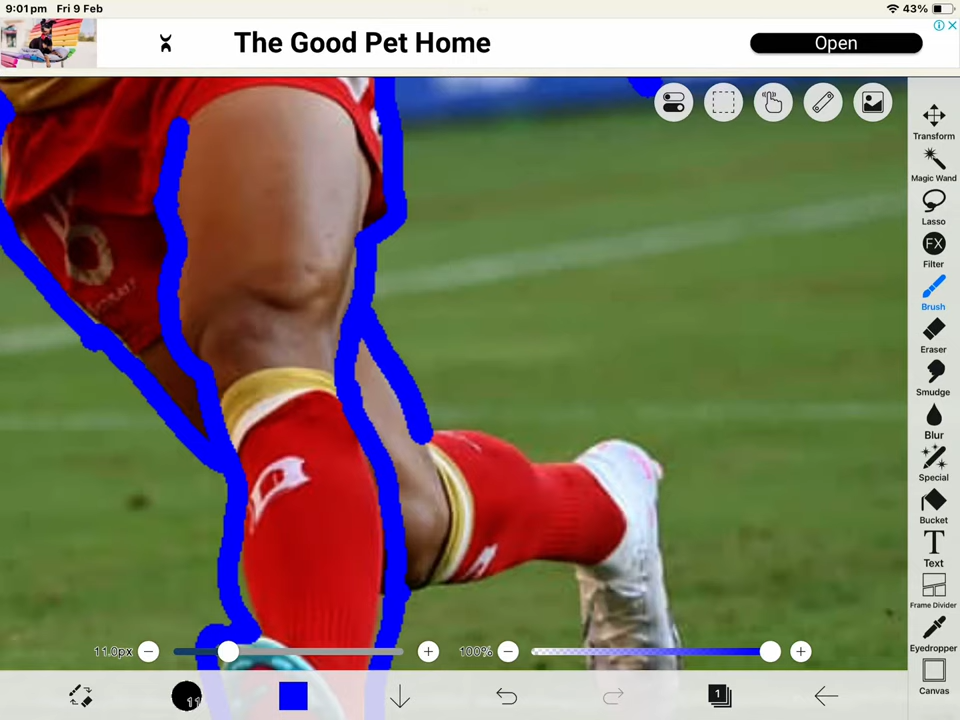 9:01pm Fri 9 Feb
43%
The Good Pet Home
Open
Transform
Magic Wand
Lasso
FX
Filter
Brush
Eraser
Smudge
Blur
Special
Bucket
T
Text
Frame Divider
Eyedropper
Canvas
11.0px
100%
11
1